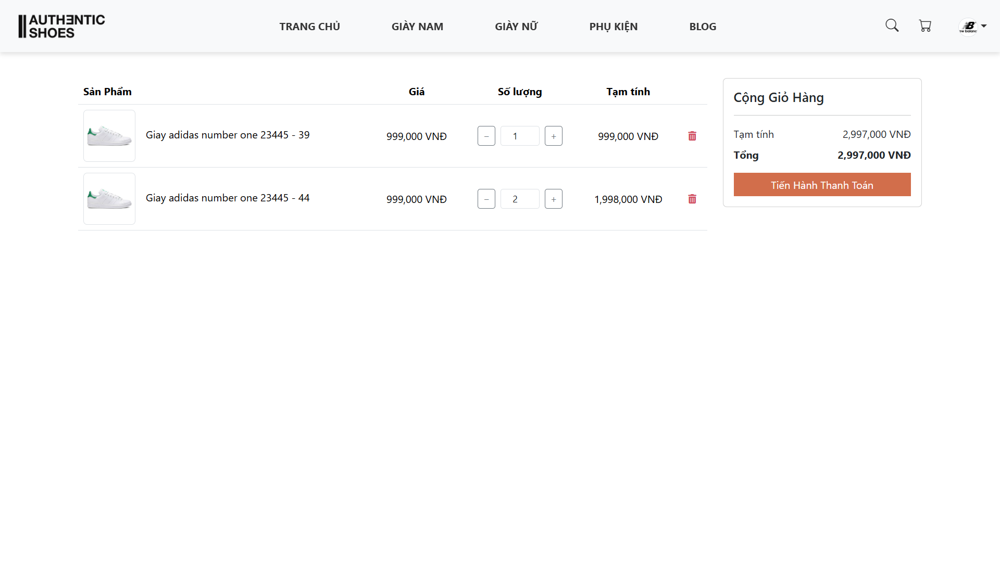 AUTHƎNTIC
SHOES
TRANG CHỦ
GIÀY NAM
GIÀY NỮ
PHỤ KIỆN
BLOG
Sản Phẩm
Giá
Số lượng
Tạm tính
Giay adidas number one 23445 - 39
999,000 VNĐ
−
1
+
999,000 VNĐ
Giay adidas number one 23445 - 44
999,000 VNĐ
−
2
+
1,998,000 VNĐ
Cộng Giỏ Hàng
Tạm tính
2,997,000 VNĐ
Tổng
2,997,000 VNĐ
Tiến Hành Thanh Toán